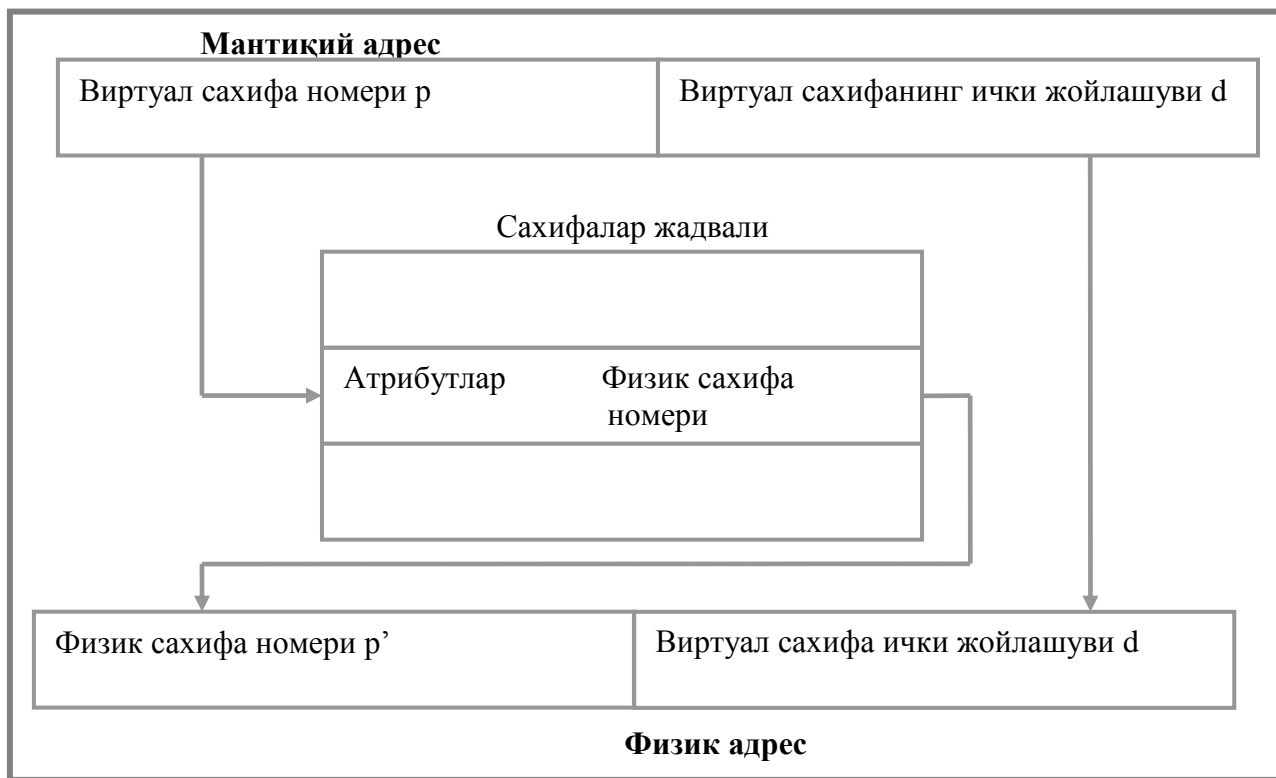 Мантиқий адрес
Виртуал сахифа номери p
Виртуал сахифанинг ички жойлашуви d
Сахифалар жадвали
Атрибутлар Физик сахифа
номери
Физик сахифа номери p’
Виртуал сахифа ички жойлашуви d
Физик адрес